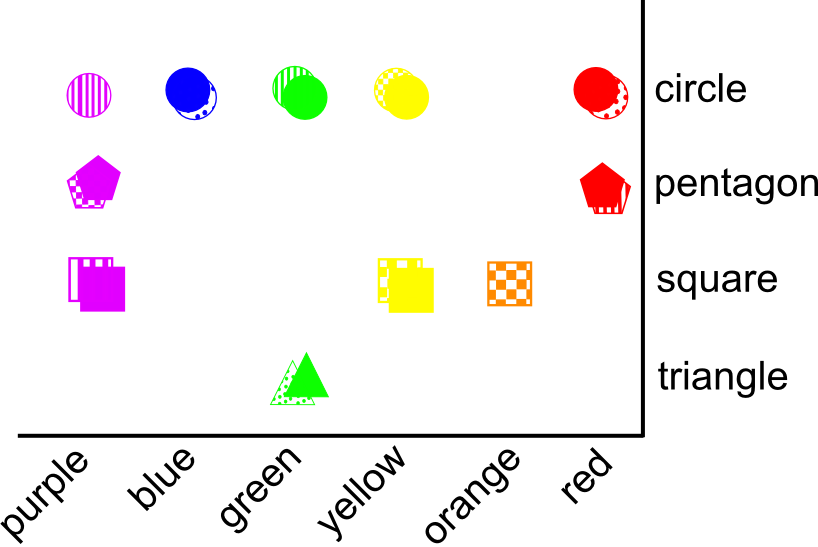 circle
pentagon
square
triangle
purple
blue
green
yellow
orange
red